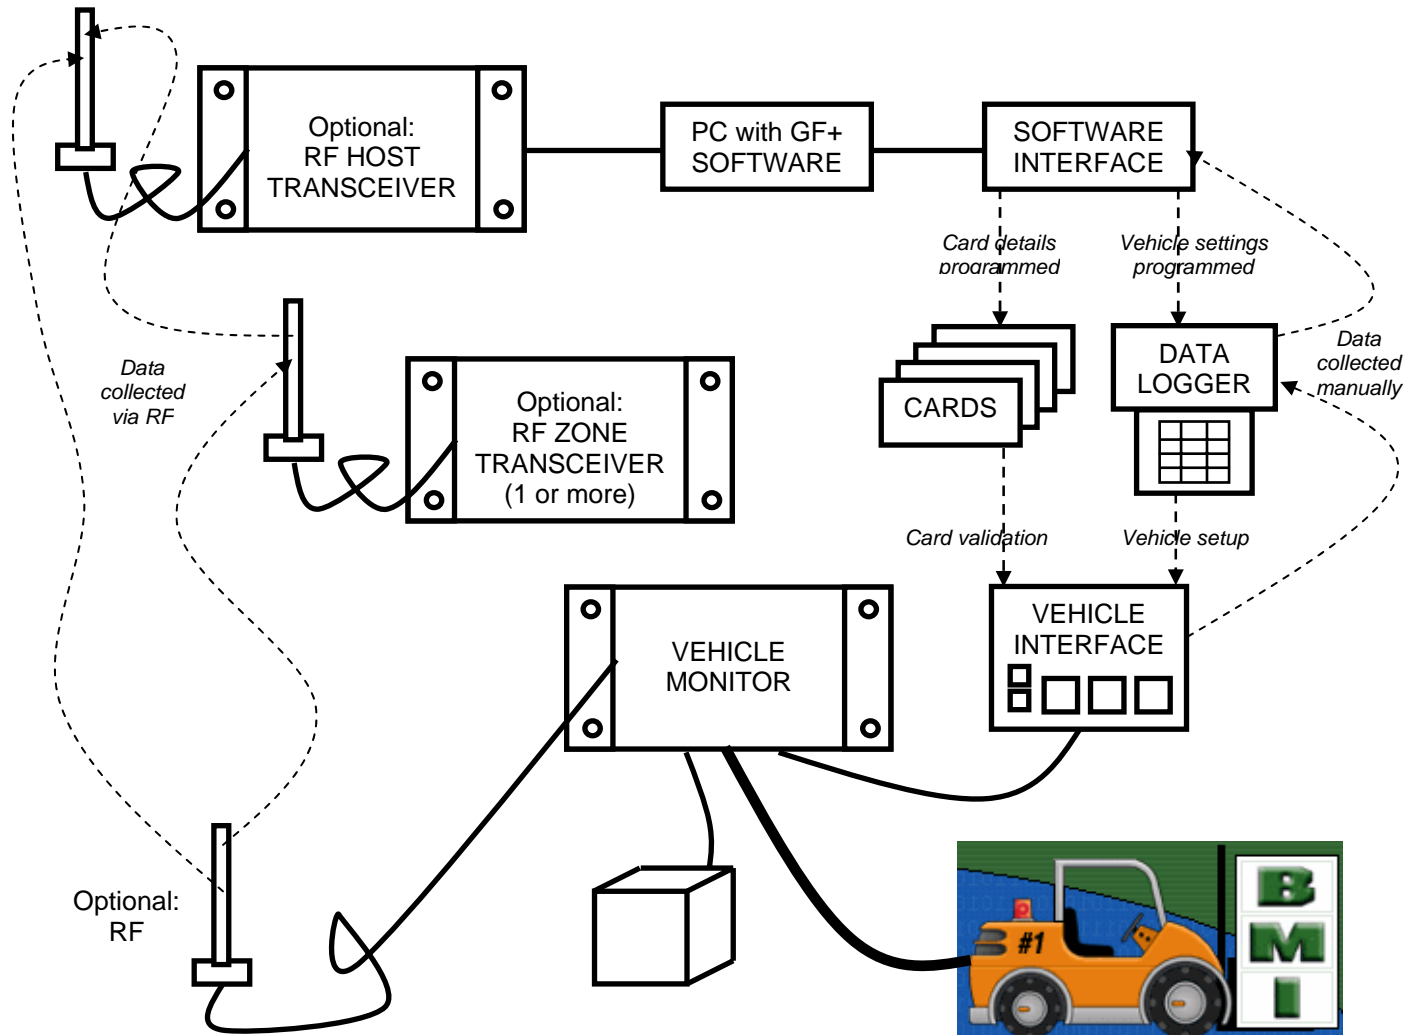 Optional:
RF HOST
TRANSCEIVER
PC with GF+
SOFTWARE
SOFTWARE
INTERFACE
Card details
programmed
Vehicle settings
programmed
Data
collected
via RF
Optional:
RF ZONE
TRANSCEIVER
(1 or more)
CARDS
DATA
LOGGER
Data
collected
manually
Card validation
Vehicle setup
VEHICLE
MONITOR
VEHICLE
INTERFACE
Optional:
RF
#1
B
M
I